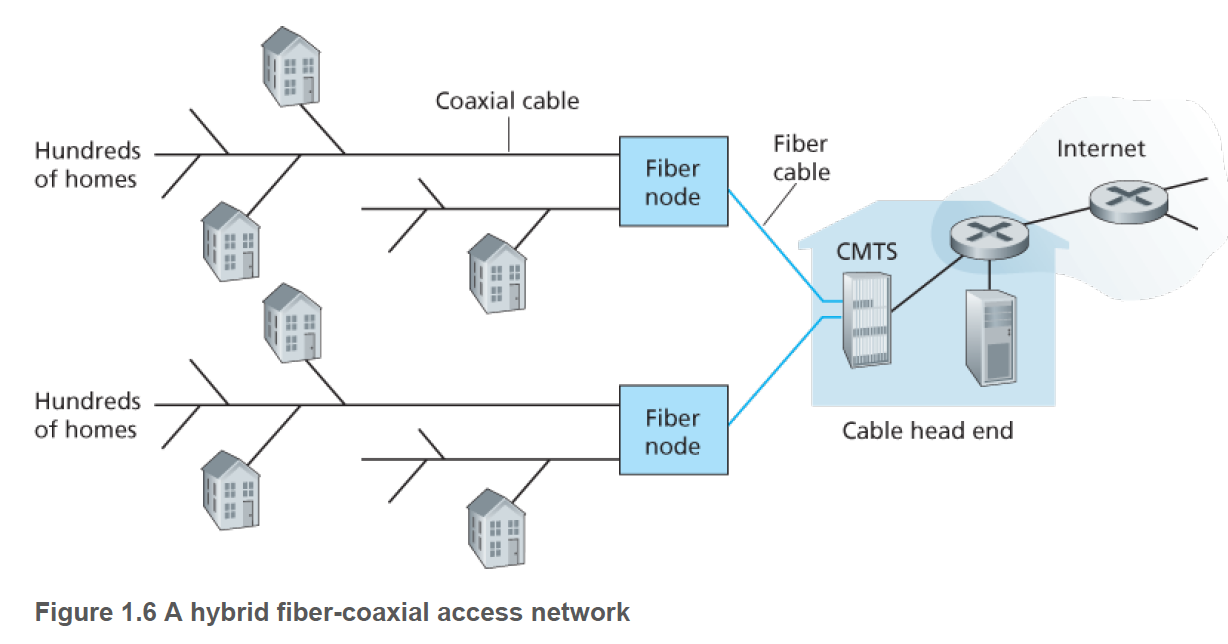 Coaxial cable
Hundreds
of homes
Fiber
node
Fiber
cable
Internet
CMTS
Hundreds
of homes
Fiber
node
Cable head end
Figure 1.6 A hybrid fiber-coaxial access network